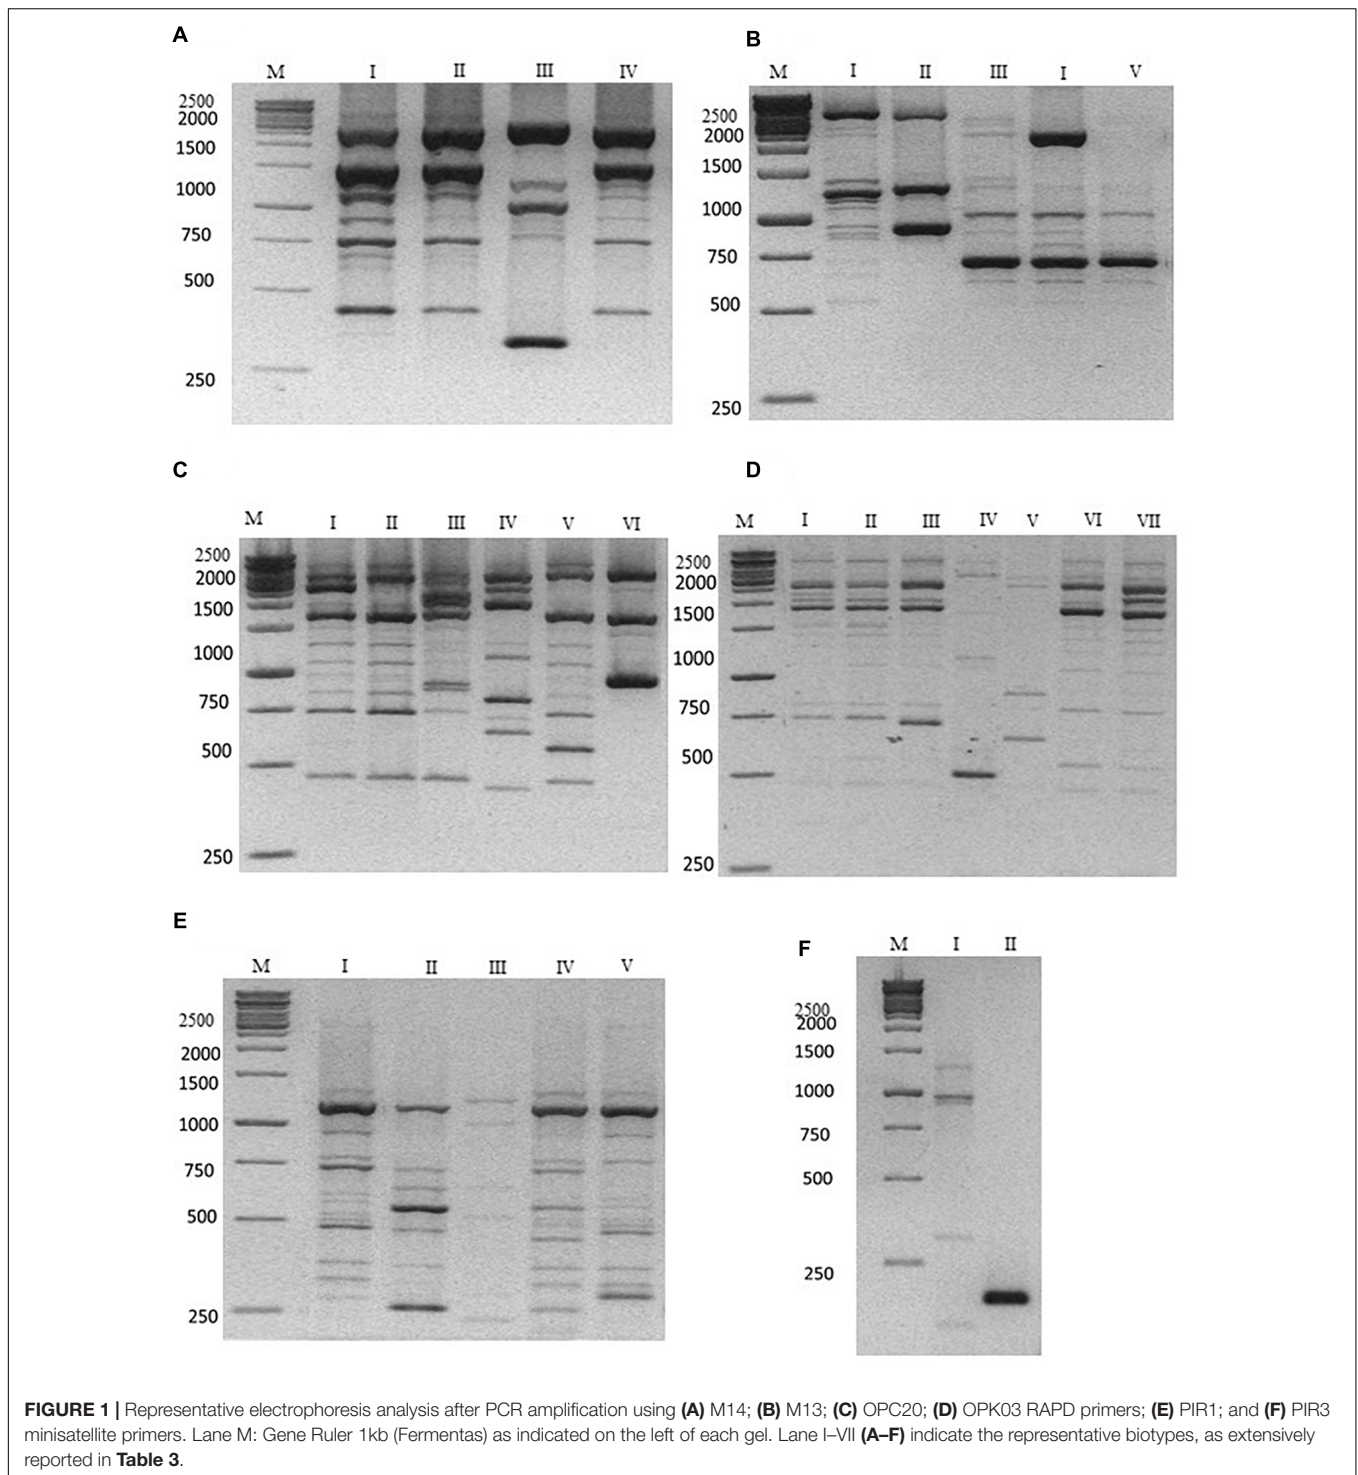 A
M I II III IV
2500
2000
1500
1000
750
500
250
B
M I II III I V
2500
2000
1500
1000
750
500
250
C
M I II III IV V VI
2500
2000
1500
1000
750
500
250
D
M I II III IV V VI VII
2500
2000
1500
1000
750
500
250
E
M I II III IV V
2500
2000
1500
1000
750
500
250
F
M I II
2500
2000
1500
1000
750
500
250
FIGURE 1 | Representative electrophoresis analysis after PCR amplification using (A) M14; (B) M13; (C) OPC20; (D) OPK03 RAPD primers; (E) PIR1; and (F) PIR3
minisatellite primers. Lane M: Gene Ruler 1kb (Fermentas) as indicated on the left of each gel. Lane I–VII (A–F) indicate the representative biotypes, as extensively
reported in Table 3.